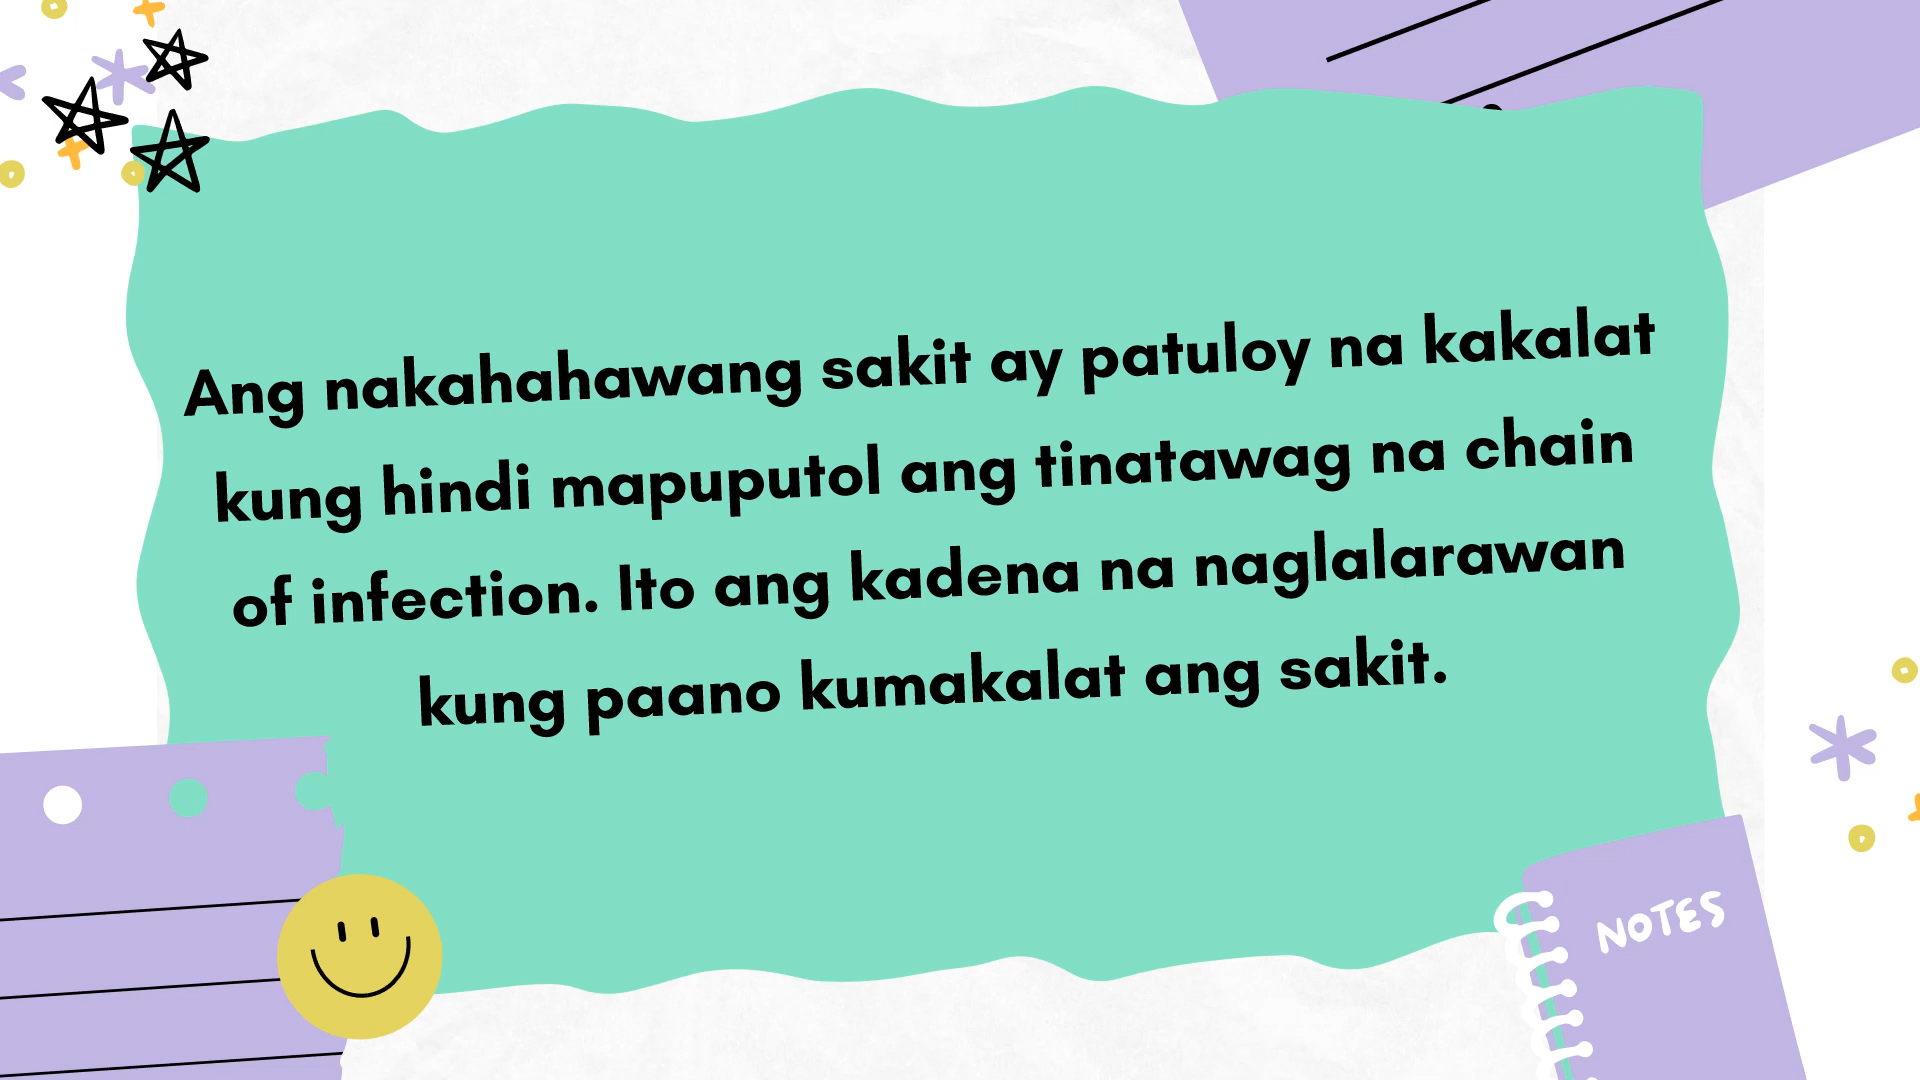 Ang nakahahawang sakit ay patuloy na kakalat
kung hindi mapuputol ang tinatawag na chain
of infection. Ito ang kadena na naglalarawan
kung paano kumakalat ang sakit.
NOTES